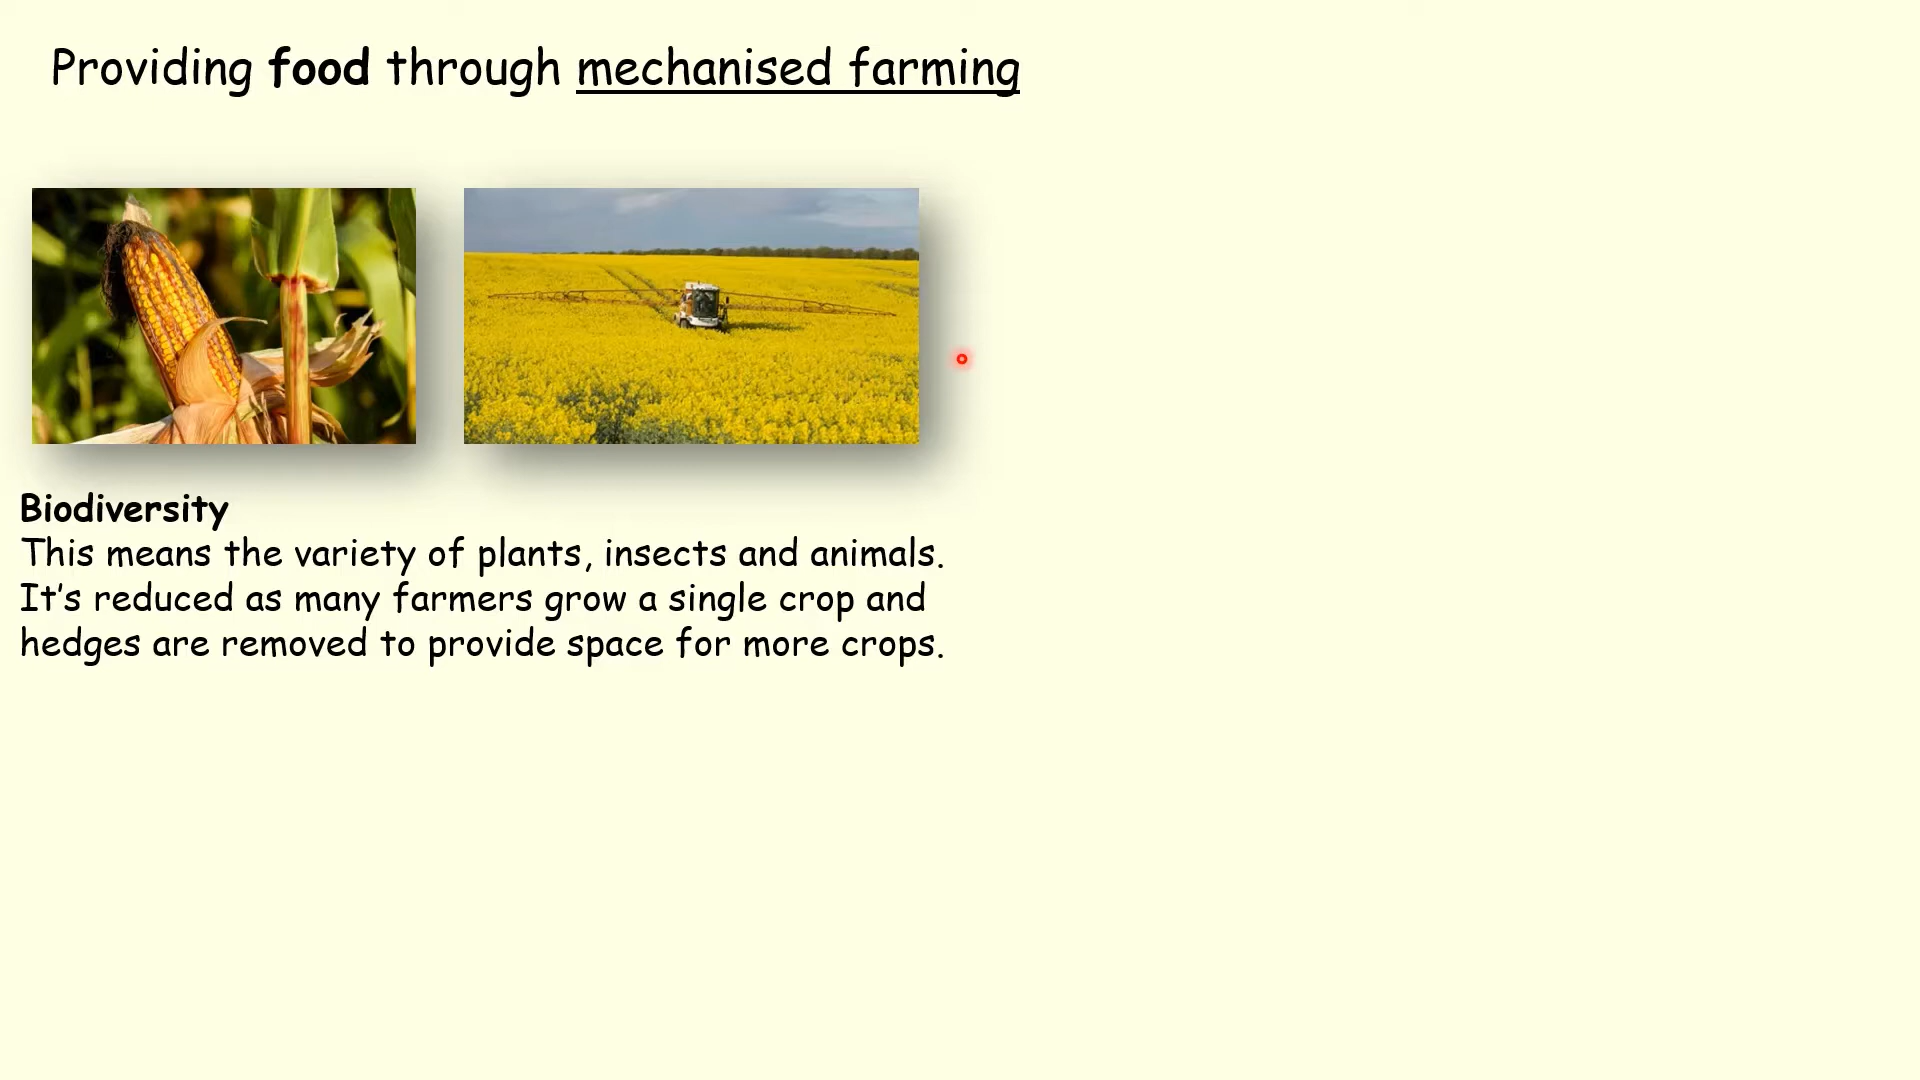 Providing food through mechanised farming
Biodiversity
This means the variety of plants, insects and animals.
It’s reduced as many farmers grow a single crop and
hedges are removed to provide space for more crops.